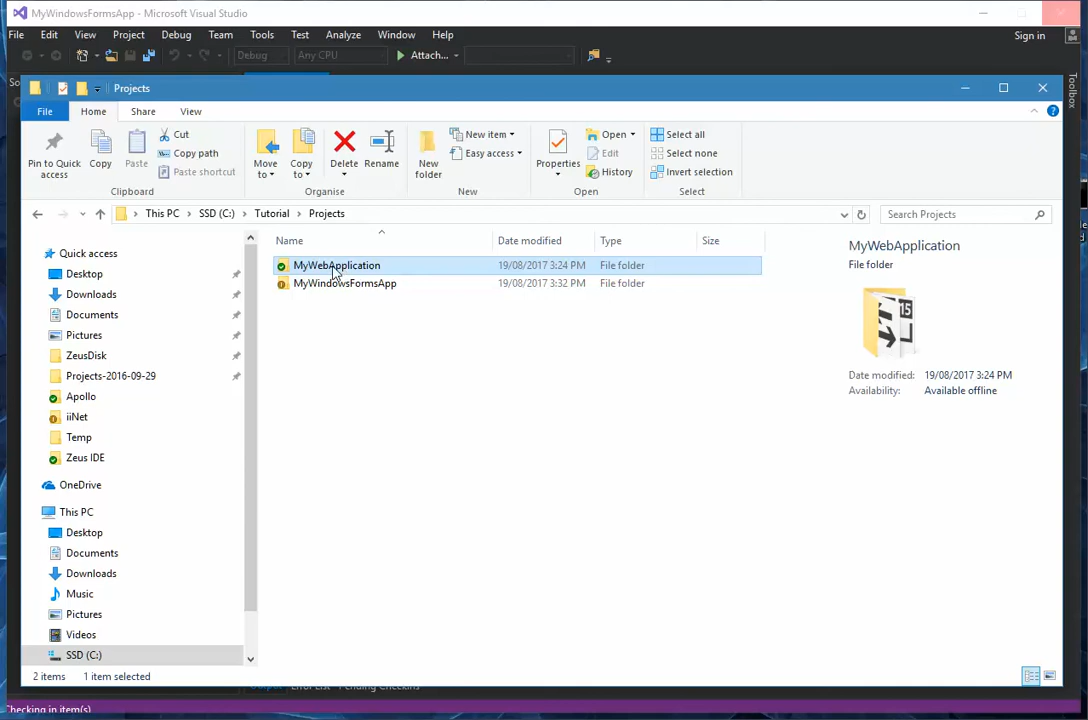 MyWindowsFormsApp - Microsoft Visual Studio
File Edit View Project Debug Team Tools Test Analyze Window Help
Sign in
Debug Any CPU Attach...
Toolbox
Projects
File Home Share View
Pin to Quick access
Copy
Paste
Cut
Copy path
Paste shortcut
Clipboard
Move to
Copy to
Delete
Rename
Organise
New folder
New item
Easy access
New
Properties
Open
Edit
History
Open
Select all
Select none
Invert selection
Select
This PC SSD (C:) Tutorial Projects
Search Projects
Quick access
Desktop
Downloads
Documents
Pictures
ZeusDisk
Projects-2016-09-29
Apollo
iiNet
Temp
Zeus IDE
OneDrive
This PC
Desktop
Documents
Downloads
Music
Pictures
Videos
SSD (C:)
Name Date modified Type Size
MyWebApplication 19/08/2017 3:24 PM File folder
MyWindowsFormsApp 19/08/2017 3:32 PM File folder
MyWebApplication
File folder
15
Date modified: 19/08/2017 3:24 PM
Availability: Available offline
2 items 1 item selected
Output Error List Pending Checkins
Checking in item(s)